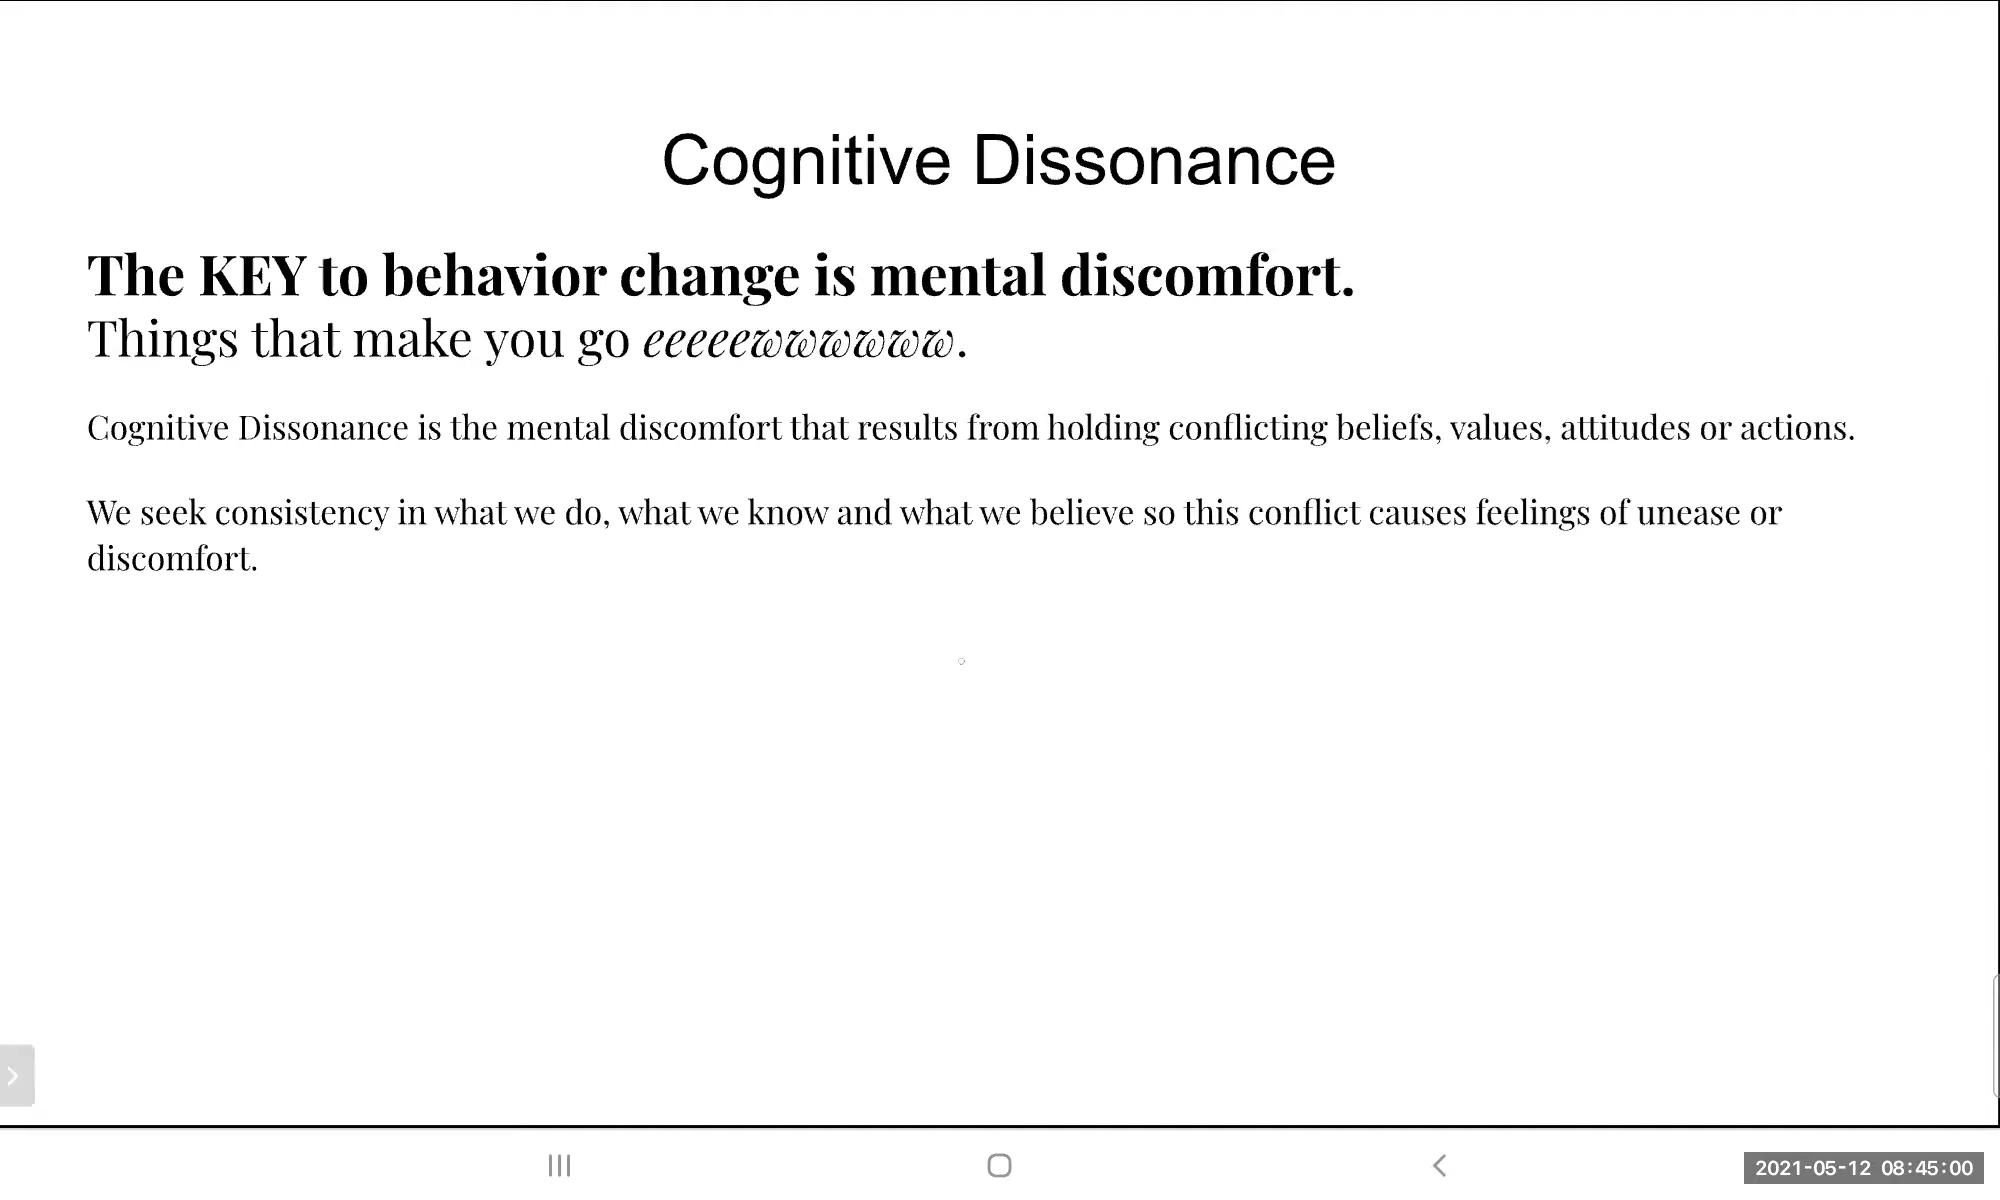 Cognitive Dissonance
The KEY to behavior change is mental discomfort.
Things that make you go eeeeewwwwww.
Cognitive Dissonance is the mental discomfort that results from holding conflicting beliefs, values, attitudes or actions.
We seek consistency in what we do, what we know and what we believe so this conflict causes feelings of unease or
discomfort.
2021-05-12 08:45:00